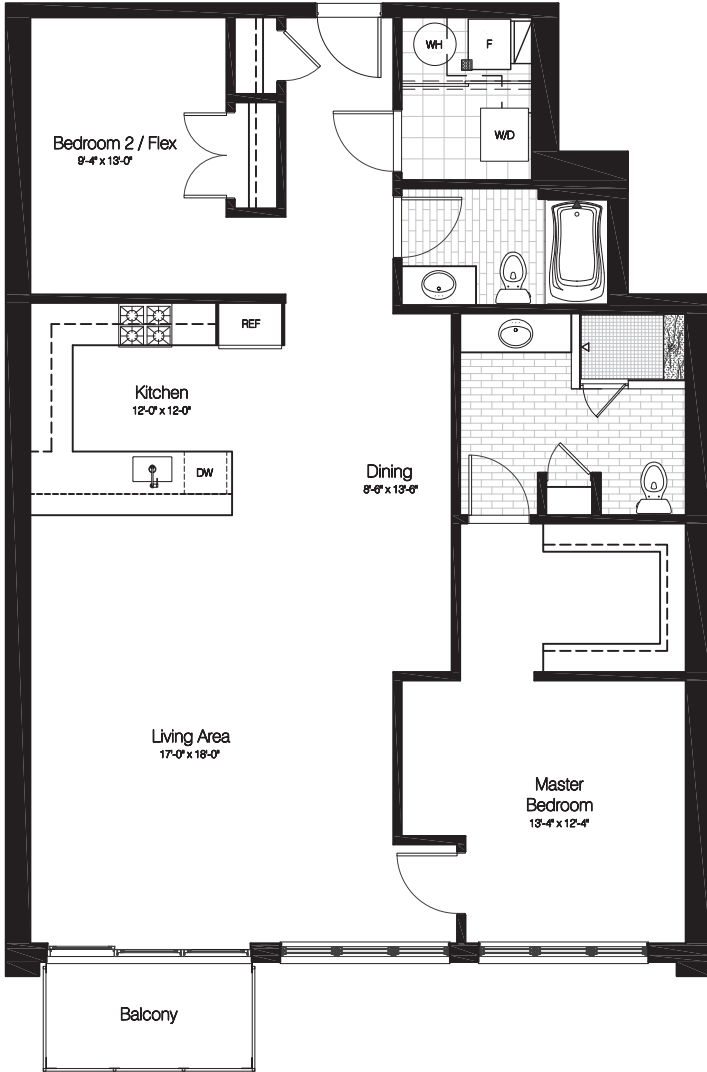 WH
F
W/D
Bedroom 2 / Flex
9'-4" x 13'-0"
REF
Kitchen
12'-0" x 12'-0"
DW
Dining
8'-6" x 13'-6"
Living Area
17'-0" x 18'-0"
Master
Bedroom
13'-4" x 12'-4"
Balcony